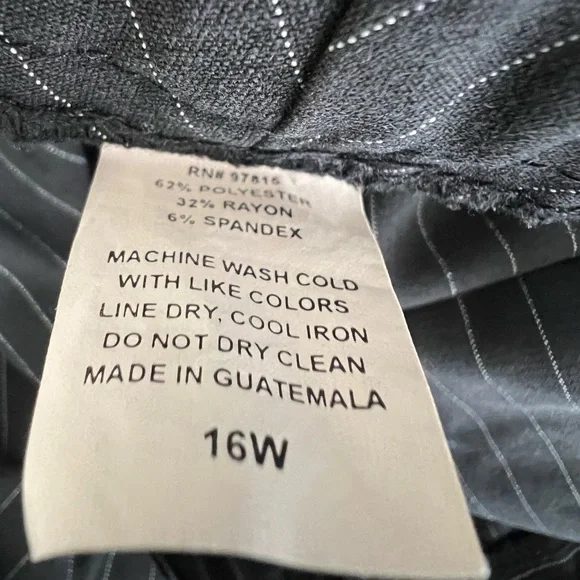 RN# 97815
62% POLYESTER
32% RAYON
6% SPANDEX
MACHINE WASH COLD
WITH LIKE COLORS
LINE DRY, COOL IRON
DO NOT DRY CLEAN
MADE IN GUATEMALA
16W